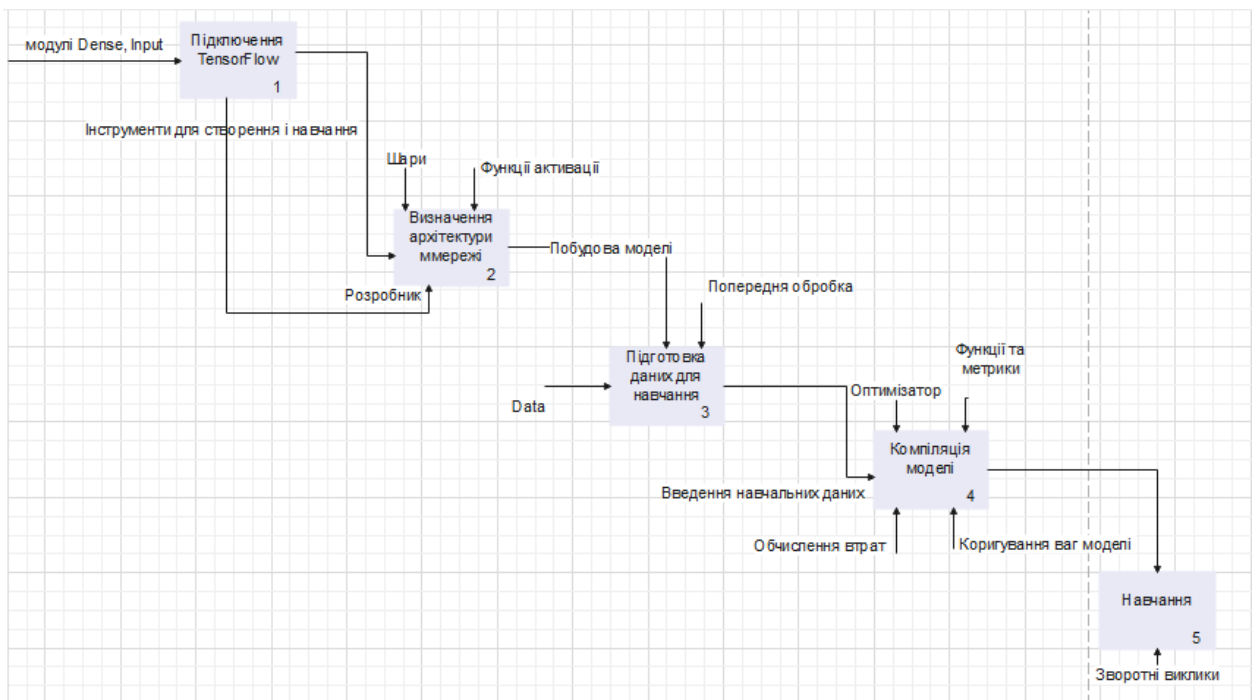 модулі Dense, Input
Підключення
TensorFlow
1
Інструменти для створення і навчання
Шари
Функції активації
Визначення
архітектури
ммережі
2
Побудова моделі
Розробник
Попередня обробка
Підготовка
даних для
навчання
3
Data
Функції та
метрики
Оптимізатор
Компіляція
моделі
4
Введення навчальних даних
Обчислення втрат
Коригування ваг моделі
Навчання
5
Зворотні виклики